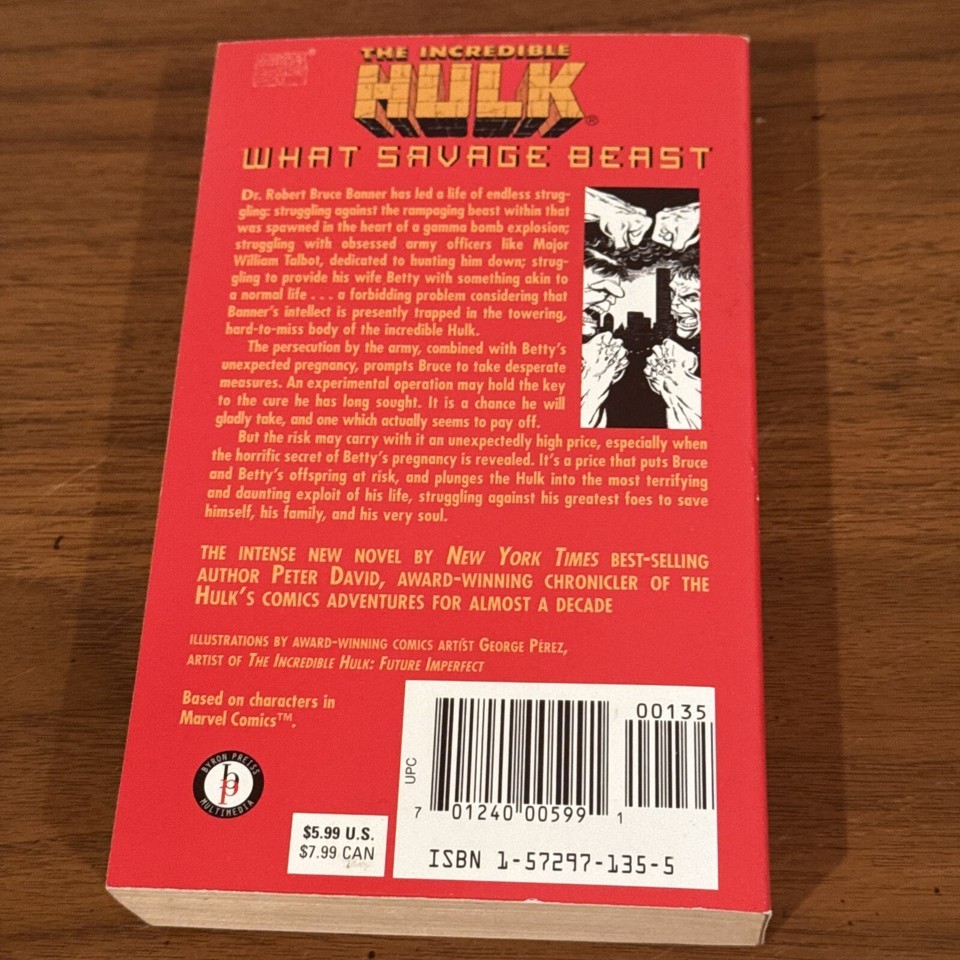 THE INCREDIBLE
HULK®
WHAT SAVAGE BEAST
Dr. Robert Bruce Banner has led a life of endless strug-
gling: struggling against the rampaging beast within that
was spawned in the heart of a gamma bomb explosion;
struggling with obsessed army officers like Major
William Talbot, dedicated to hunting him down; strug-
gling to provide his wife Betty with something akin to
a normal life . . . a forbidding problem considering that
Banner's intellect is presently trapped in the towering,
hard-to-miss body of the incredible Hulk.
The persecution by the army, combined with Betty's
unexpected pregnancy, prompts Bruce to take desperate
measures. An experimental operation may hold the key
to the cure he has long sought. It is a chance he will
gladly take, and one which actually seems to pay off.
But the risk may carry with it an unexpectedly high price, especially when
the horrific secret of Betty's pregnancy is revealed. It's a price that puts Bruce
and Betty's offspring at risk, and plunges the Hulk into the most terrifying
and daunting exploit of his life, struggling against his greatest foes to save
himself, his family, and his very soul.
THE INTENSE NEW NOVEL BY NEW YORK TIMES BEST-SELLING
AUTHOR PETER DAVID, AWARD-WINNING CHRONICLER OF THE
HULK'S COMICS ADVENTURES FOR ALMOST A DECADE
ILLUSTRATIONS BY AWARD-WINNING COMICS ARTIST GEORGE PÉREZ,
ARTIST OF THE INCREDIBLE HULK: FUTURE IMPERFECT
Based on characters in
Marvel Comics™.
BYRON PREISS
bp
MULTIMEDIA
$5.99 U.S.
$7.99 CAN
UPC
00135
7 01240 00599 1
ISBN 1-57297-135-5